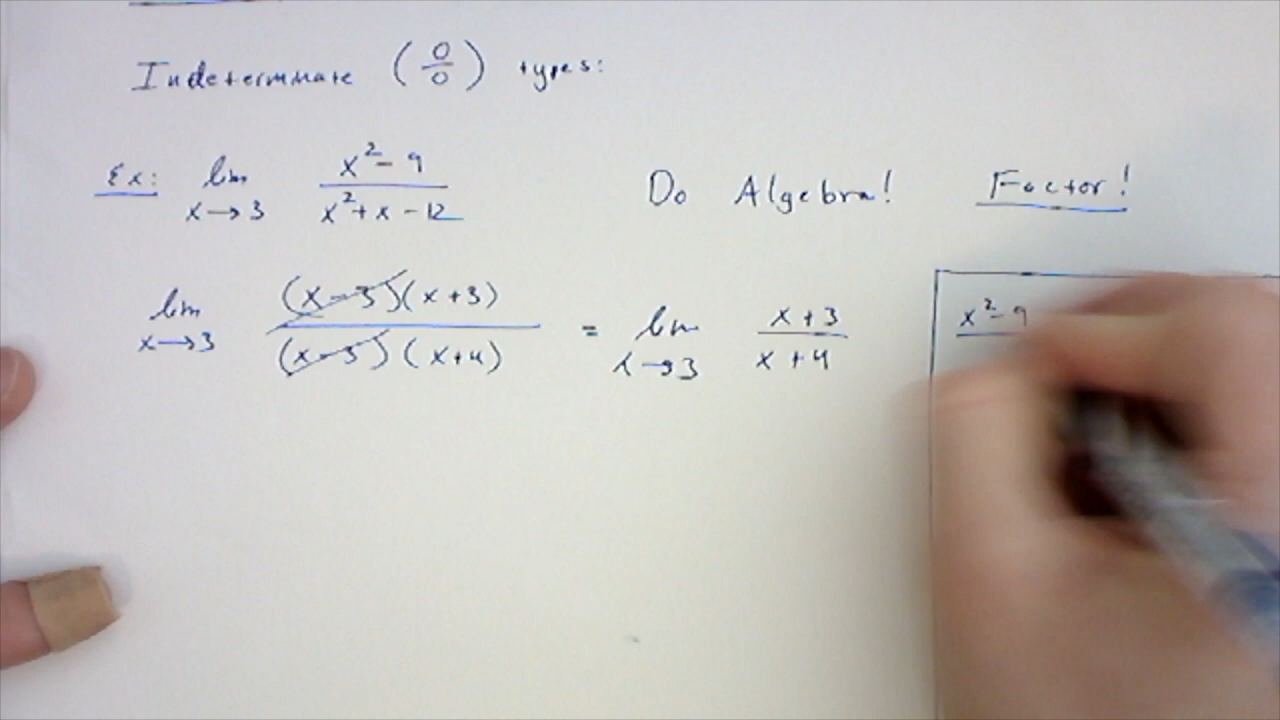 Indeterminate (0/0) types:
Ex: lim x→3 x²-9 / x²+x-12 Do Algebra! Factor!
lim x→3 (x-3)(x+3) / (x-3)(x+4) = lim x→3 x+3 / x+4
x²-9